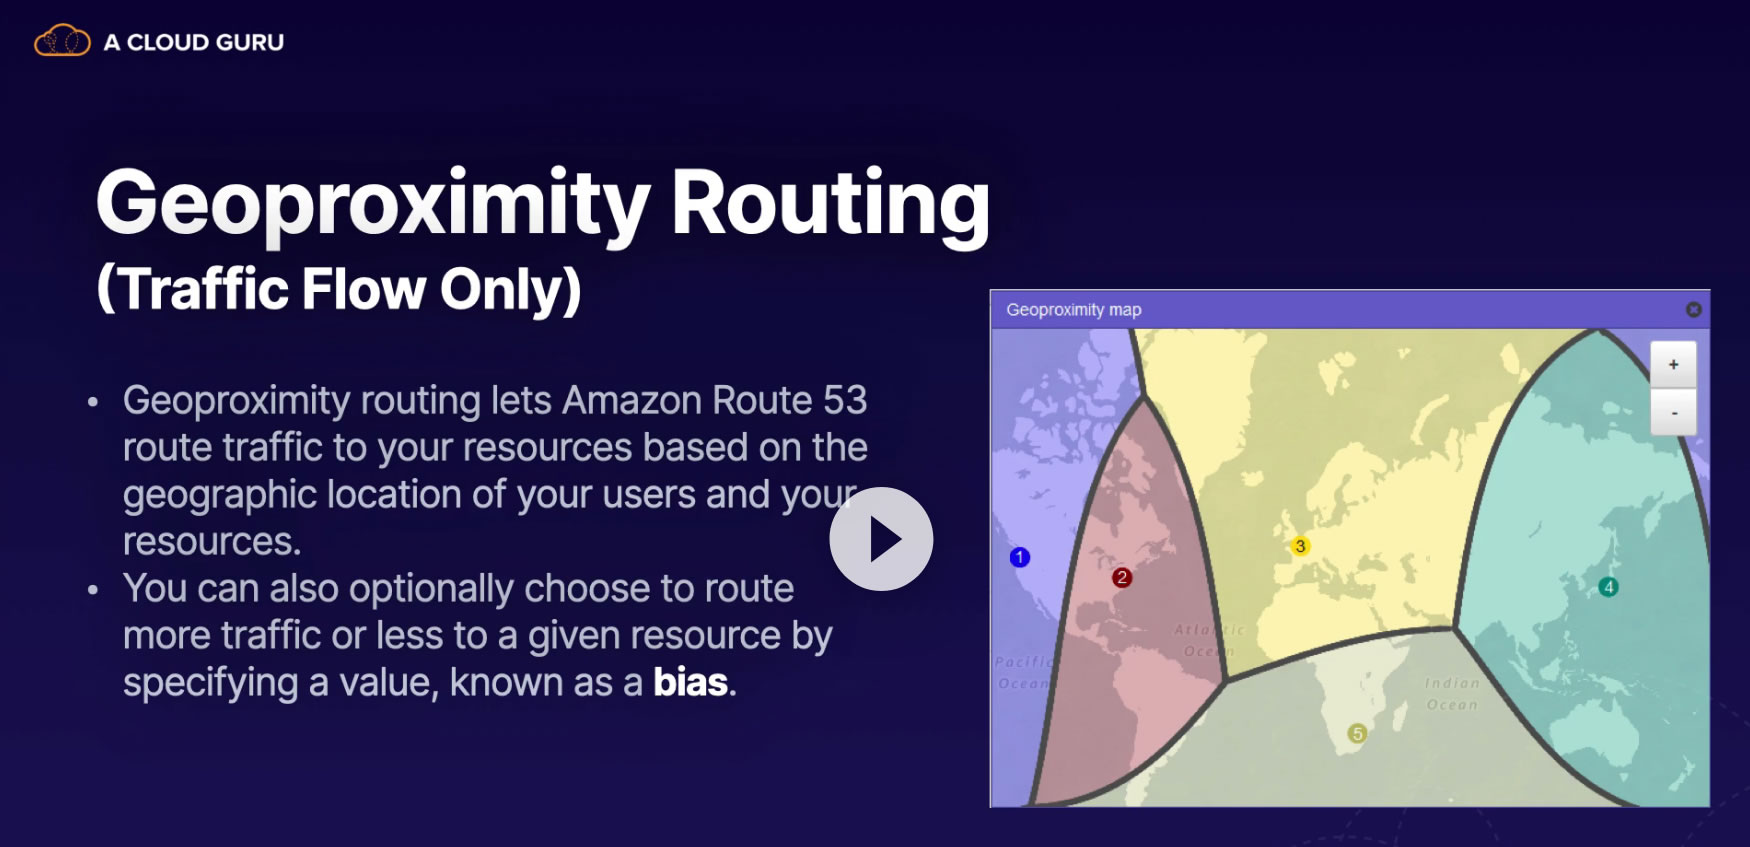 A CLOUD GURU
Geoproximity Routing
(Traffic Flow Only)
• Geoproximity routing lets Amazon Route 53
route traffic to your resources based on the
geographic location of your users and your
resources.
• You can also optionally choose to route
more traffic or less to a given resource by
specifying a value, known as a bias.
Geoproximity map
+
-
1
2
3
4
5
Atlantic
Ocean
Pacific
Ocean
Indian
Ocean